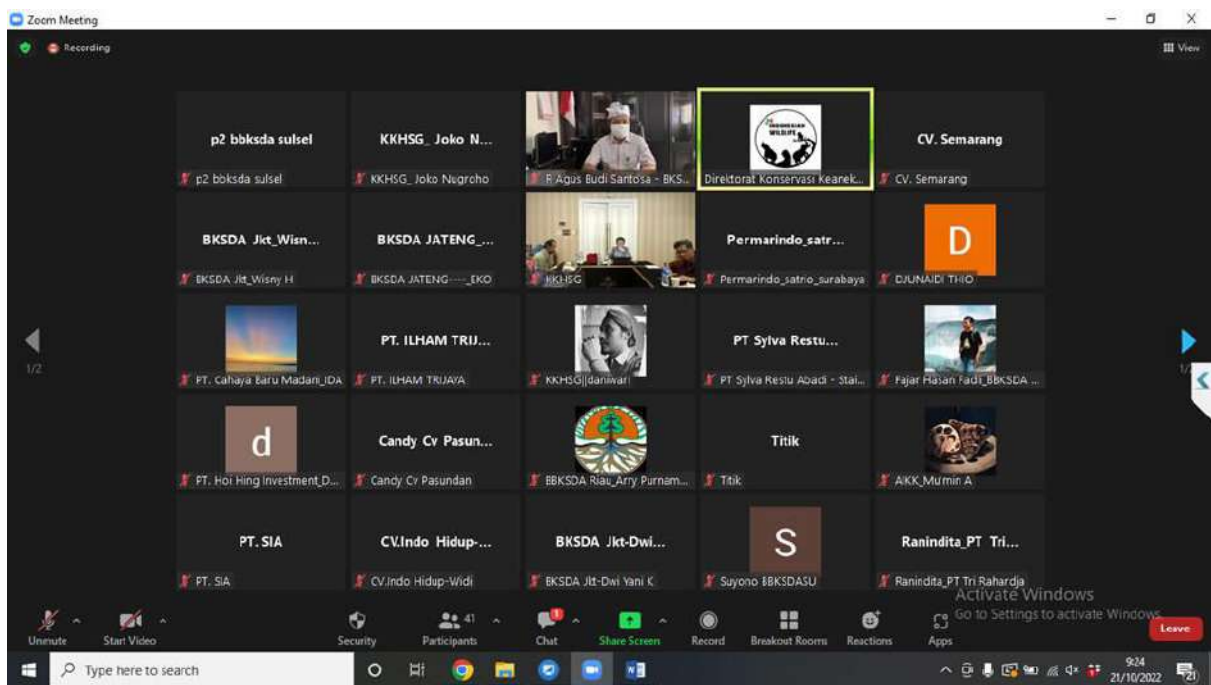 Zoom Meeting
Recording
View
p2 bbksda sulsel
p2 bbksda sulsel
KKHSG_ Joko N...
KKHSG_ Joko Nugroho
R Agus Budi Santosa - BKS...
Direktorat Konservasi Keanek...
CV. Semarang
CV. Semarang
BKSDA Jkt_Wisn...
BKSDA Jkt_Wisny H
BKSDA JATENG_...
BKSDA JATENG----_EKO
KKHSG
Permarindo_satr...
Permarindo_satrio_surabaya
D
DJUNAIDI THIO
1/2
PT. Cahaya Baru Madani_IDA
PT. ILHAM TRIJ...
PT. ILHAM TRIJAYA
KKHSG||daniwari
PT Sylva Restu...
PT Sylva Restu Abadi - Stai...
Fajar Hasan Fadli_BBKSDA ...
d
PT. Hoi Hing Investment_D...
Candy Cv Pasun...
Candy Cv Pasundan
BBKSDA Riau_Arry Purnam...
Titik
Titik
AIKK_Mu'min A
PT. SIA
PT. SIA
CV.Indo Hidup-...
CV.Indo Hidup-Widi
BKSDA Jkt-Dwi...
BKSDA Jkt-Dwi Yani K
S
Suyono BBKSDASU
Ranindita_PT Tri...
Ranindita_PT Tri Rahardja
Activate Windows
Go to Settings to activate Windows.
Unmute
Start Video
Security
41
Participants
1
Chat
Share Screen
Record
Breakout Rooms
Reactions
Apps
Leave
Type here to search
9:24
21/10/2022
21